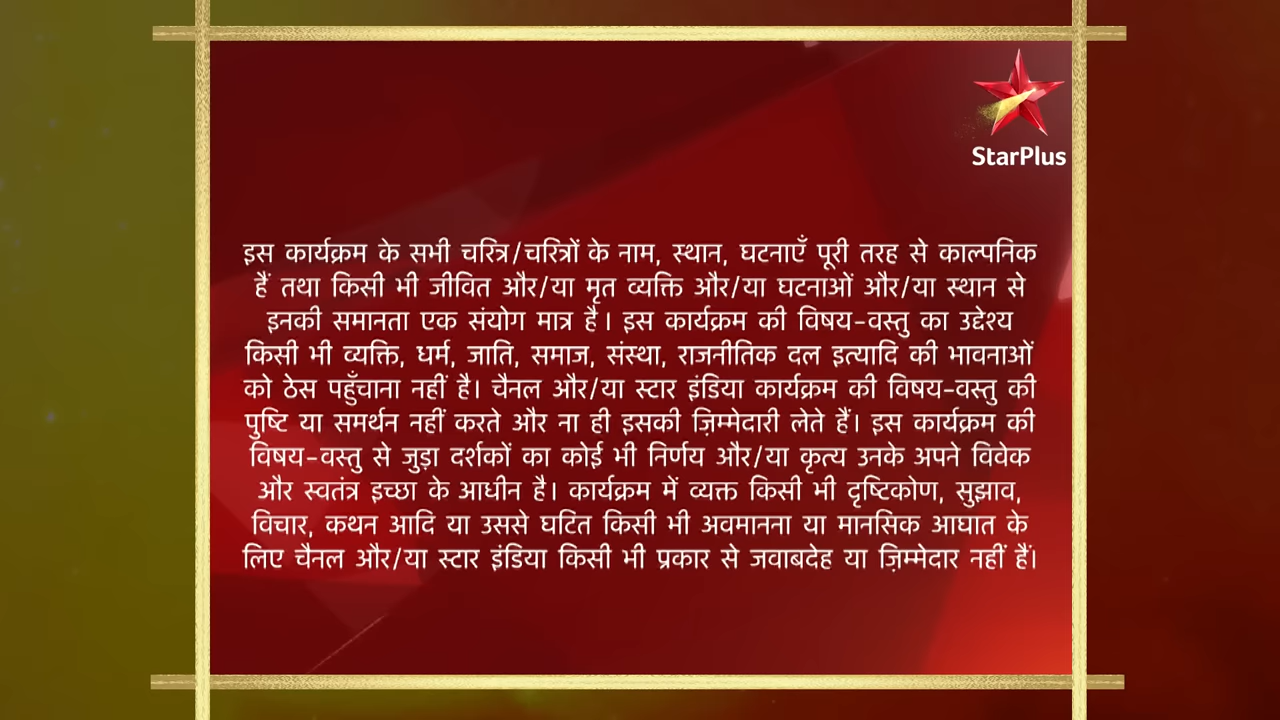 StarPlus
इस कार्यक्रम के सभी चरित्र/चरित्रों के नाम, स्थान, घटनाएँ पूरी तरह से काल्पनिक
हैं तथा किसी भी जीवित और/या मृत व्यक्ति और/या घटनाओं और/या स्थान से
इनकी समानता एक संयोग मात्र है। इस कार्यक्रम की विषय-वस्तु का उद्देश्य
किसी भी व्यक्ति, धर्म, जाति, समाज, संस्था, राजनीतिक दल इत्यादि की भावनाओं
को ठेस पहुँचाना नहीं है। चैनल और/या स्टार इंडिया कार्यक्रम की विषय-वस्तु की
पुष्टि या समर्थन नहीं करते और ना ही इसकी ज़िम्मेदारी लेते हैं। इस कार्यक्रम की
विषय-वस्तु से जुड़ा दर्शकों का कोई भी निर्णय और/या कृत्य उनके अपने विवेक
और स्वतंत्र इच्छा के आधीन है। कार्यक्रम में व्यक्त किसी भी दृष्टिकोण, सुझाव,
विचार, कथन आदि या उससे घटित किसी भी अवमानना या मानसिक आघात के
लिए चैनल और/या स्टार इंडिया किसी भी प्रकार से जवाबदेह या ज़िम्मेदार नहीं हैं।